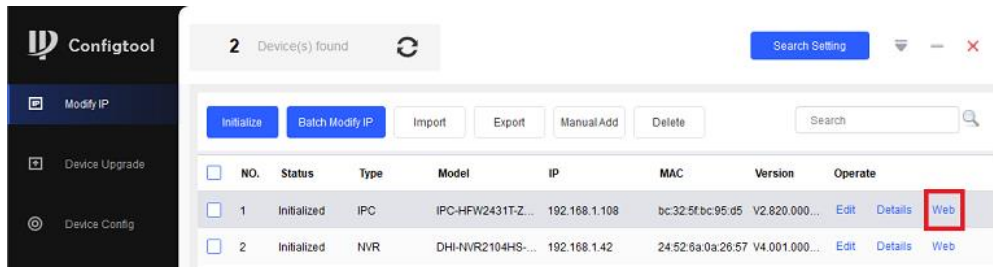 Configtool
2 Device(s) found
Search Setting
Modify IP
Initialize Batch Modify IP Import Export Manual Add Delete Search
Device Upgrade
NO. Status Type Model IP MAC Version Operate
1 Initialized IPC IPC-HFW2431T-Z... 192.168.1.108 bc:32:5f:bc:95:d5 V2.820.000... Edit Details Web
Device Config
2 Initialized NVR DHI-NVR2104HS-... 192.168.1.42 24:52:6a:0a:26:57 V4.001.000... Edit Details Web